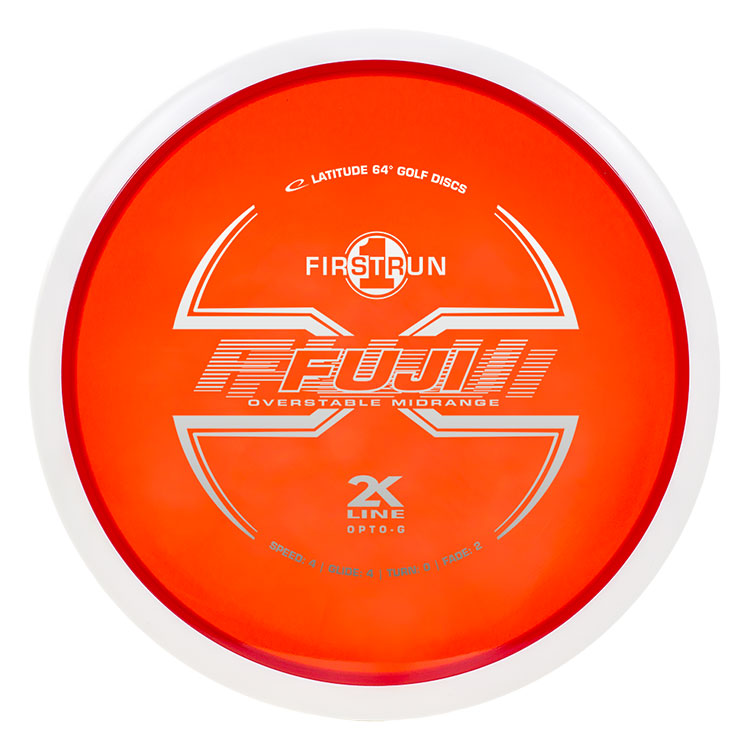 LATITUDE 64° GOLF DISCS
FIRST RUN
1
FUJI
OVERSTABLE MIDRANGE
2K
LINE
OPTO-G
SPEED: 4 | GLIDE: 4 | TURN: 0 | FADE: 2